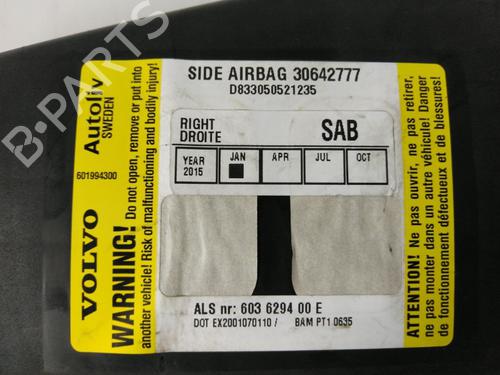 SIDE AIRBAG 30642777
D833050521235
RIGHT
DROITE
SAB
YEAR
2015
JAN
APR
JUL
OCT
ALS nr: 603 6294 00 E
DOT EX2001070110 / BAM PT1 0635
Autoliv
SWEDEN
601994300
VOLVO
WARNING! Do not open, remove or put into
another vehicle! Risk of malfunctioning and bodily injury!
ATTENTION! Ne pas ouvrir, ne pas retirer,
ne pas monter dans un autre véhicule! Danger
de fonctionnement défectueux et de blessures!
B-PARTS